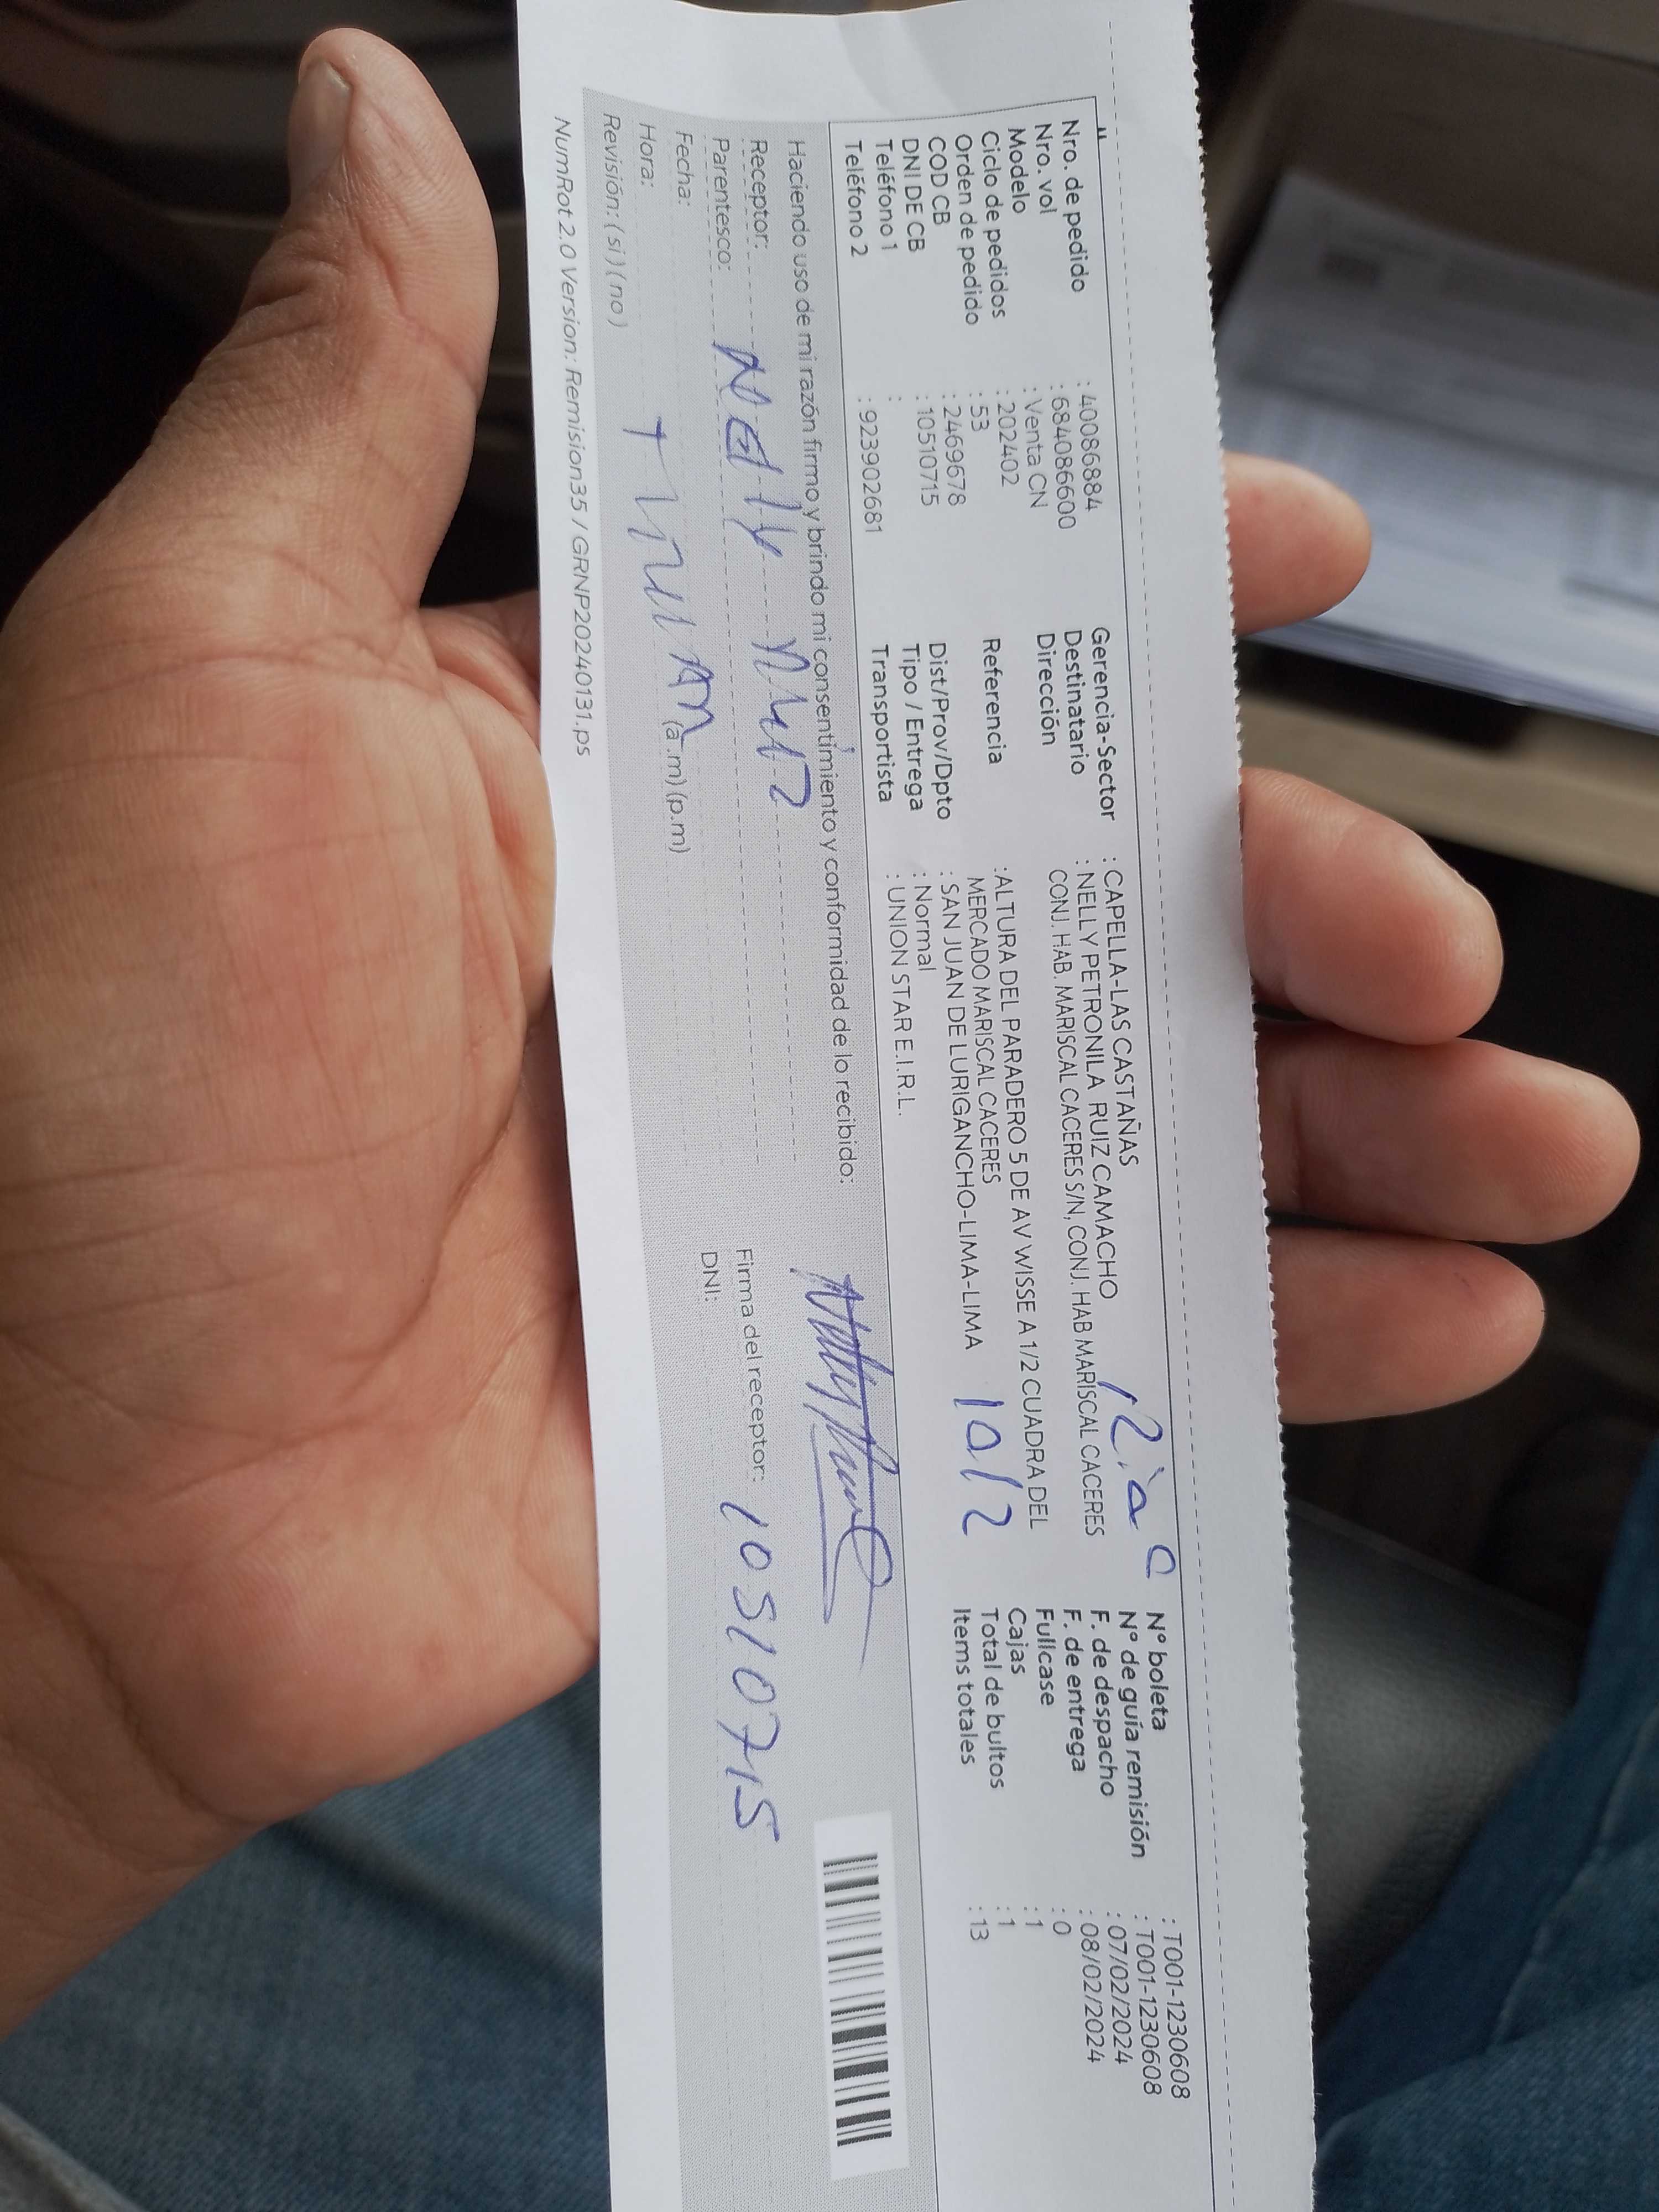 Nro. de pedido : 40086884
Nro. vol : 684086600
Modelo : Venta CN
Ciclo de pedidos : 202402
Orden de pedido : 53
COD CB : 2469678
DNI DE CB : 10510715
Teléfono 1 :
Teléfono 2 : 923902681
Gerencia-Sector : CAPELLA-LAS CASTAÑAS
Destinatario : NELLY PETRONILA RUIZ CAMACHO
Dirección CONJ. HAB. MARISCAL CACERES S/N, CONJ. HAB MARISCAL CACERES
Referencia :ALTURA DEL PARADERO 5 DE AV WISSE A 1/2 CUADRA DEL
MERCADO MARISCAL CACERES
Dist/Prov/Dpto : SAN JUAN DE LURIGANCHO-LIMA-LIMA
Tipo / Entrega : Normal
Transportista : UNION STAR E.I.R.L.
N° boleta : T001-1230608
N° de guía remisión : T001-1230608
F. de despacho : 07/02/2024
F. de entrega : 08/02/2024
Fullcase : 0
Cajas : 1
Total de bultos : 1
Items totales : 13
Haciendo uso de mi razón firmo y brindo mi consentimiento y conformidad de lo recibido:
Receptor:
Parentesco:
Fecha:
Hora: (a.m) (p.m)
Revisión: ( si ) ( no )
Firma del receptor:
DNI: 10510715
NumRot 2.0 Version: Remision35 / GRNP20240131.ps